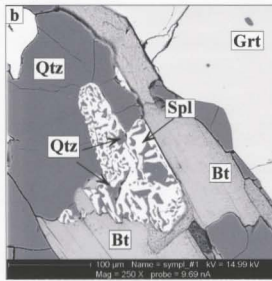 b
Qtz
Grt
Spl
Qtz
Bt
Bt
100 µm Name = sympl_#1 kV = 14.99 kV
Mag = 250 X probe = 9.69 nA